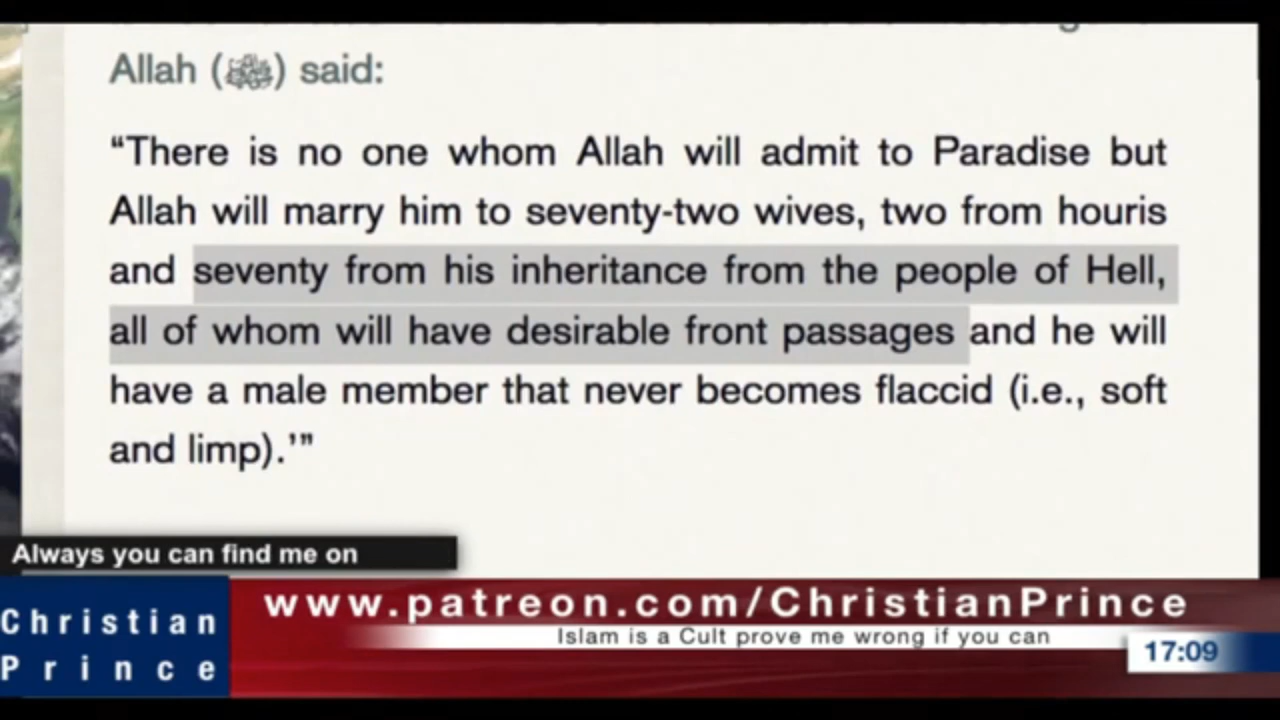 Allah (ﷺ) said:
“There is no one whom Allah will admit to Paradise but
Allah will marry him to seventy-two wives, two from houris
and seventy from his inheritance from the people of Hell,
all of whom will have desirable front passages and he will
have a male member that never becomes flaccid (i.e., soft
and limp).’”
Always you can find me on
www.patreon.com/ChristianPrince
Islam is a Cult prove me wrong if you can
Christian
Prince
17:09